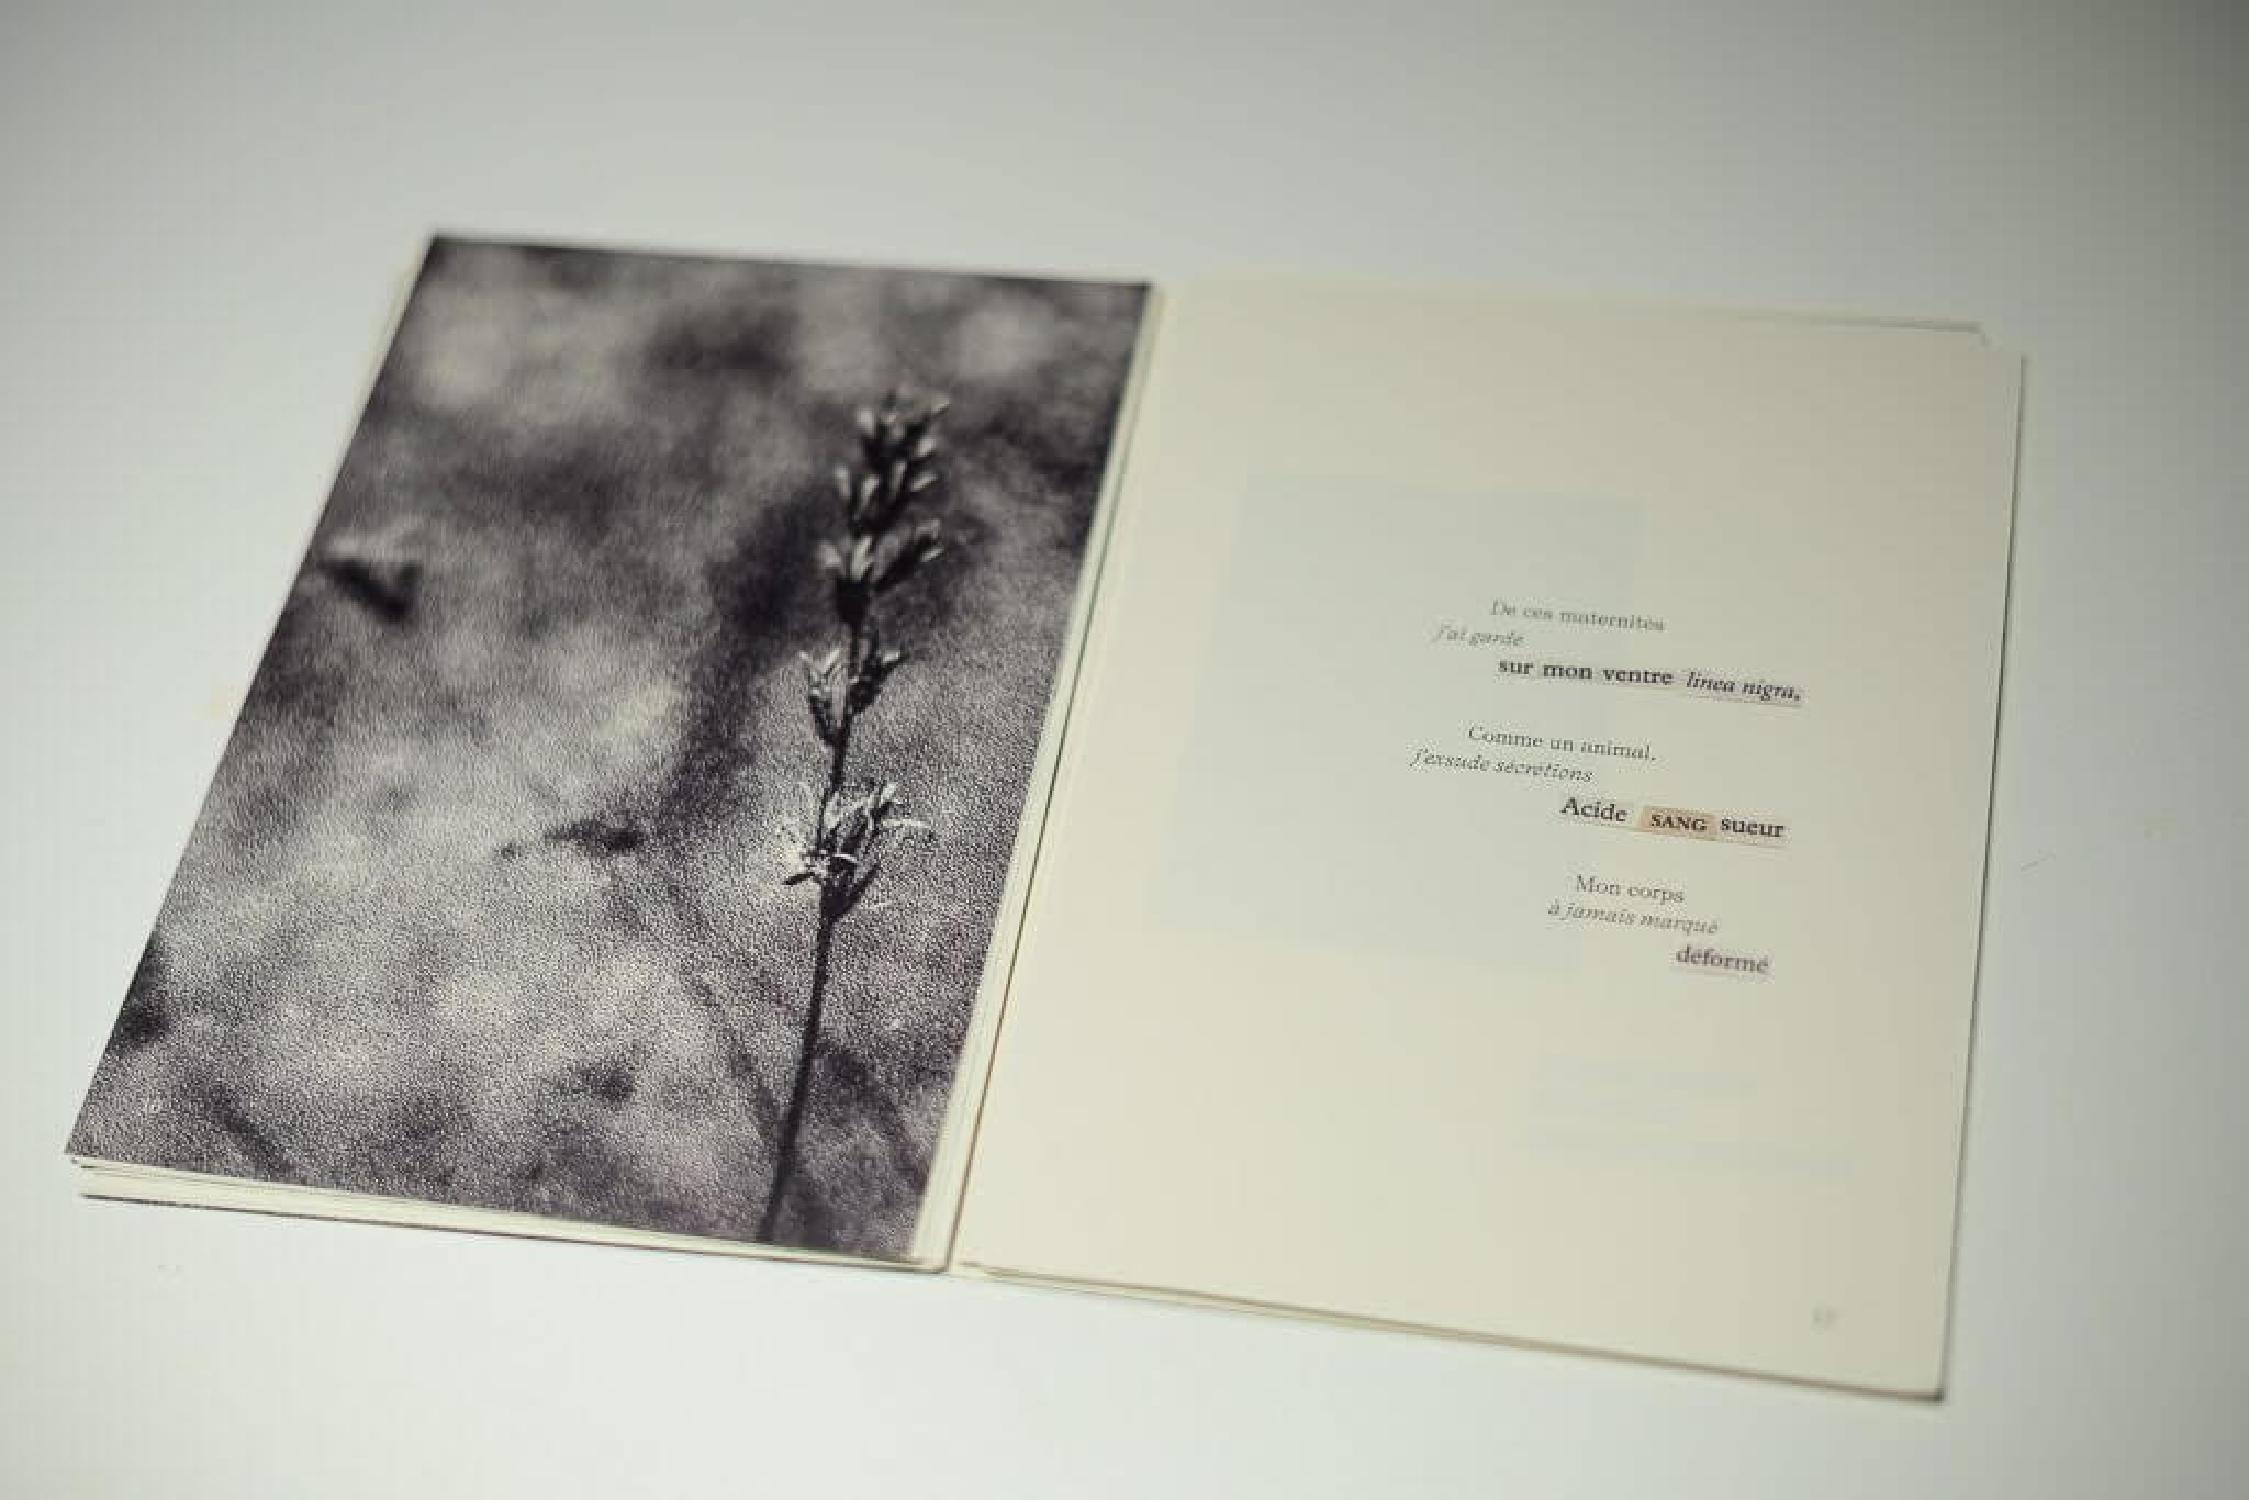 De ces maternités
j'ai gardé
sur mon ventre linea nigra,
Comme un animal,
j'exsude sécrétions
Acide SANG sueur
Mon corps
à jamais marqué
déformé